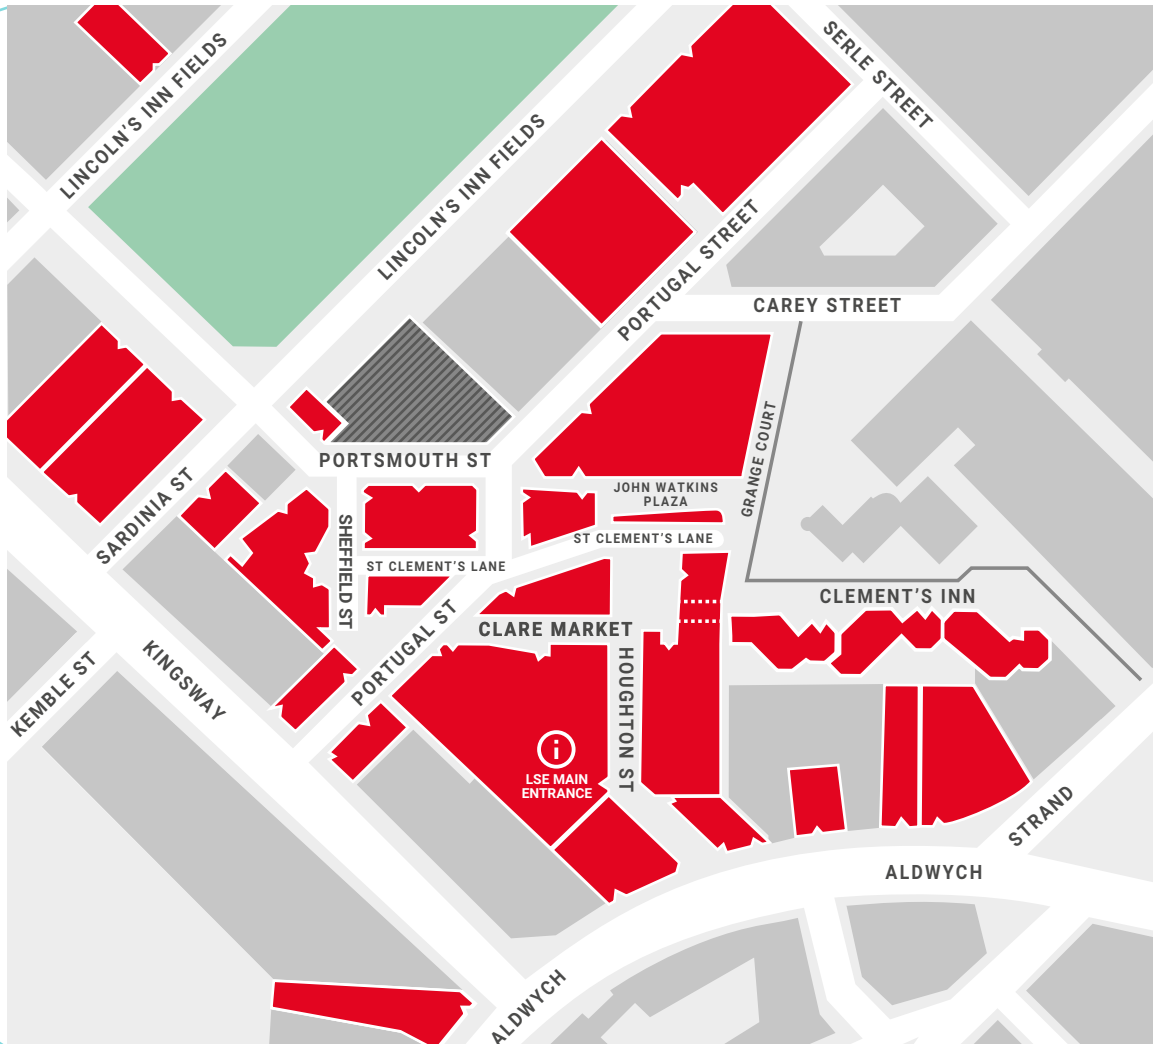 SERLE STREET
LINCOLN'S INN FIELDS
LINCOLN'S INN FIELDS
PORTUGAL STREET
CAREY STREET
GRANGE COURT
PORTSMOUTH ST
SARDINIA ST
JOHN WATKINS
PLAZA
SHEFFIELD ST
ST CLEMENT'S LANE
ST CLEMENT'S LANE
CLEMENT'S INN
CLARE MARKET
PORTUGAL ST
KINGSWAY
KEMBLE ST
HOUGHTON ST
i
LSE MAIN
ENTRANCE
STRAND
ALDWYCH
ALDWYCH